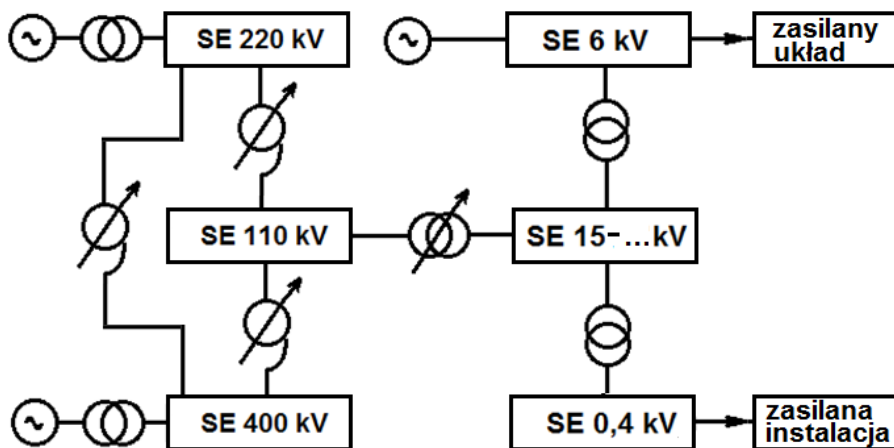 SE 220 kV
SE 6 kV
zasilany
układ
SE 110 kV
SE 15- ...kV
SE 400 kV
SE 0,4 kV
zasilana
instalacja